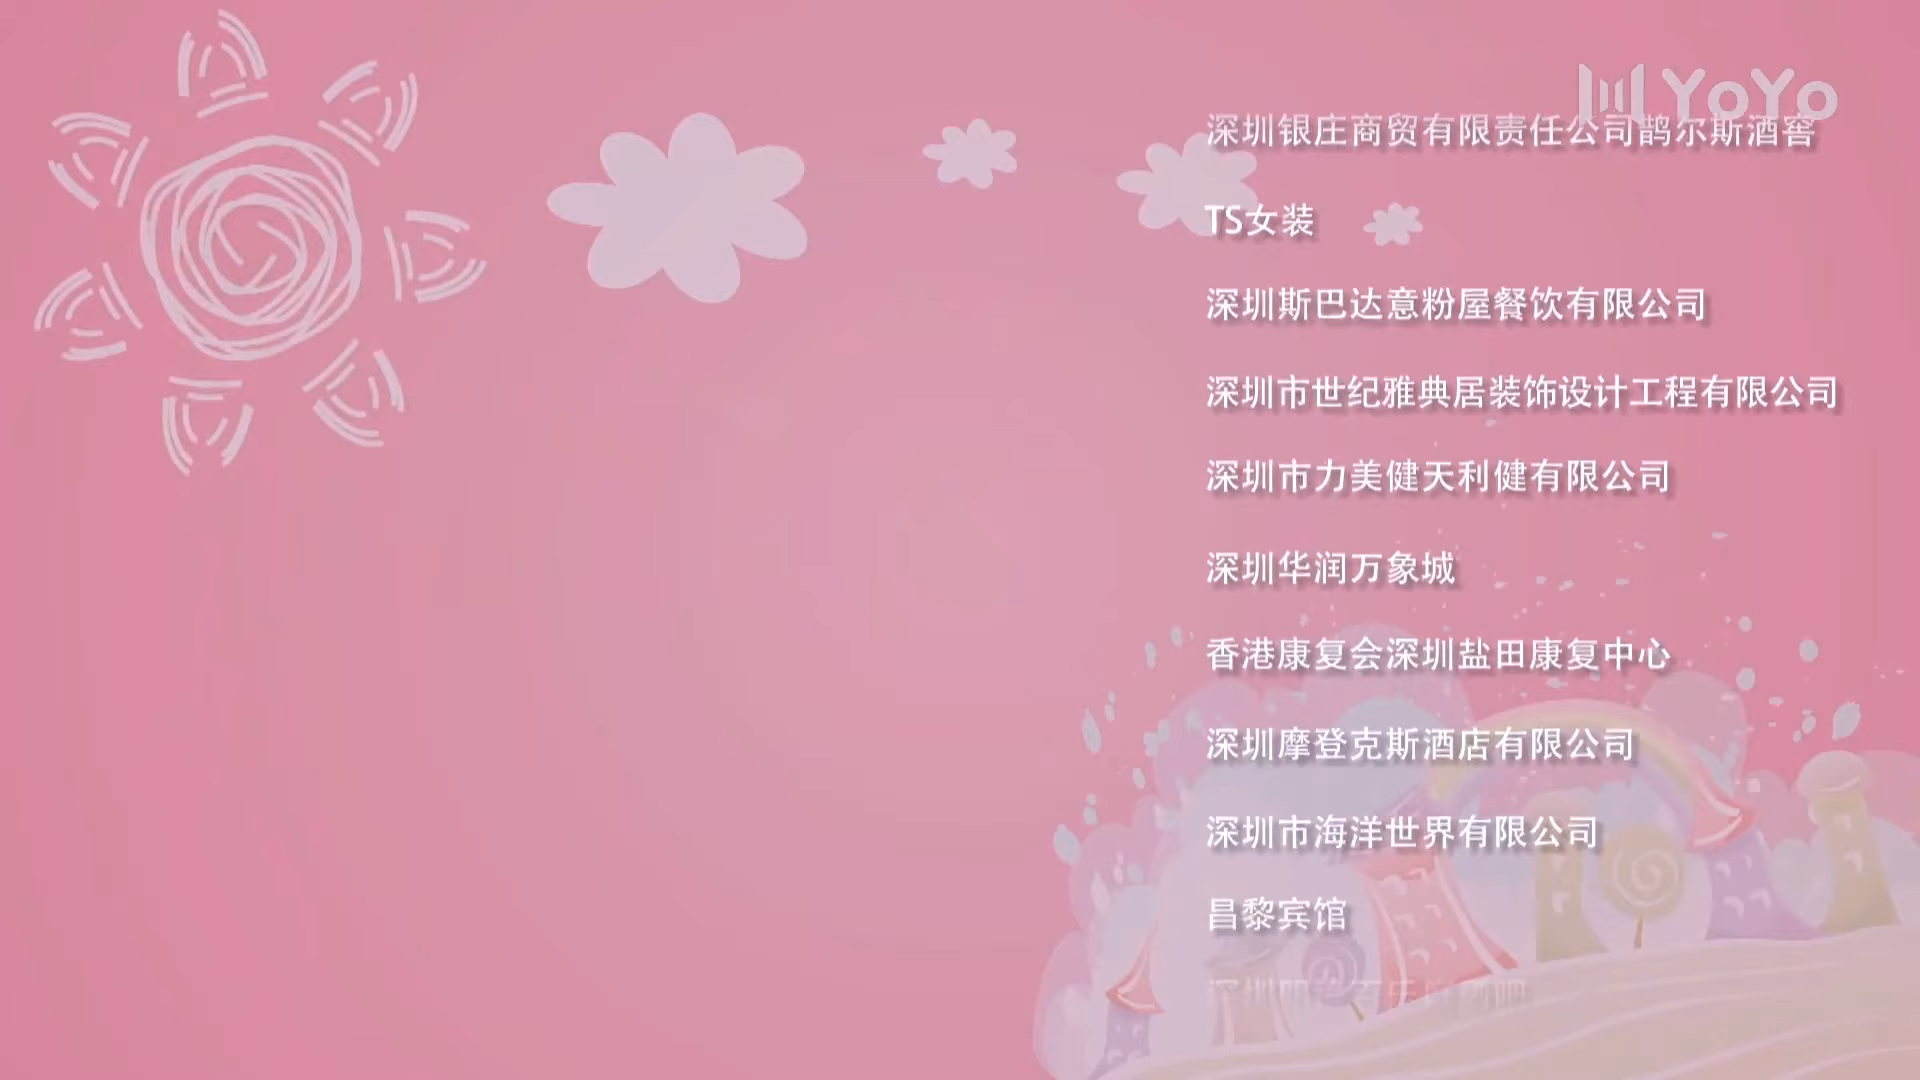 YoYo
深圳银庄商贸有限责任公司鹊尔斯酒窖
TS女装
深圳斯巴达意粉屋餐饮有限公司
深圳市世纪雅典居装饰设计工程有限公司
深圳市力美健天利健有限公司
深圳华润万象城
香港康复会深圳盐田康复中心
深圳摩登克斯酒店有限公司
深圳市海洋世界有限公司
昌黎宾馆